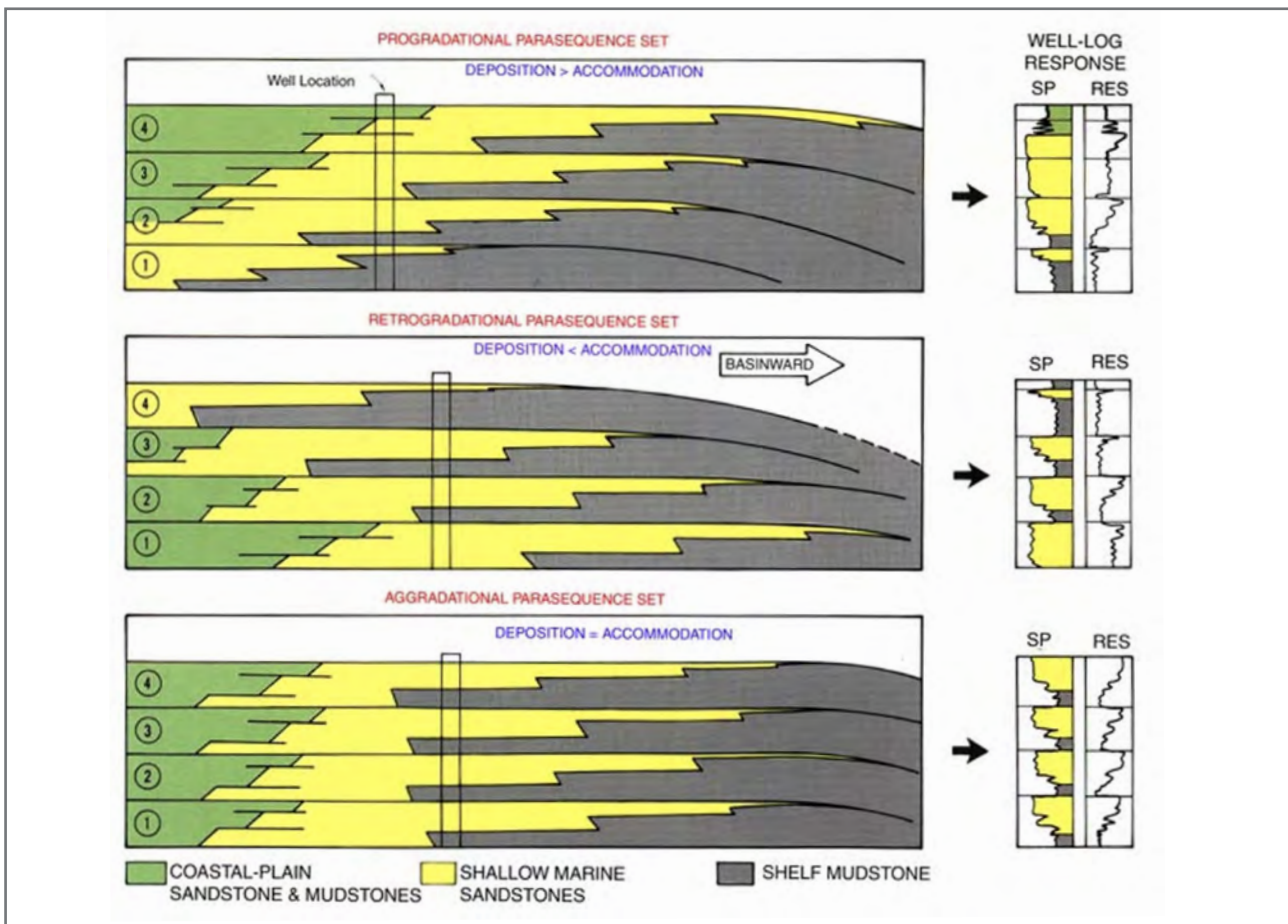 PROGRADATIONAL PARASEQUENCE SET
DEPOSITION > ACCOMMODATION
Well Location
WELL-LOG
RESPONSE
SP RES
4
3
2
1
RETROGRADATIONAL PARASEQUENCE SET
DEPOSITION < ACCOMMODATION
BASINWARD
SP RES
4
3
2
1
AGGRADATIONAL PARASEQUENCE SET
DEPOSITION = ACCOMMODATION
SP RES
4
3
2
1
COASTAL-PLAIN
SANDSTONE & MUDSTONES
SHALLOW MARINE
SANDSTONES
SHELF MUDSTONE